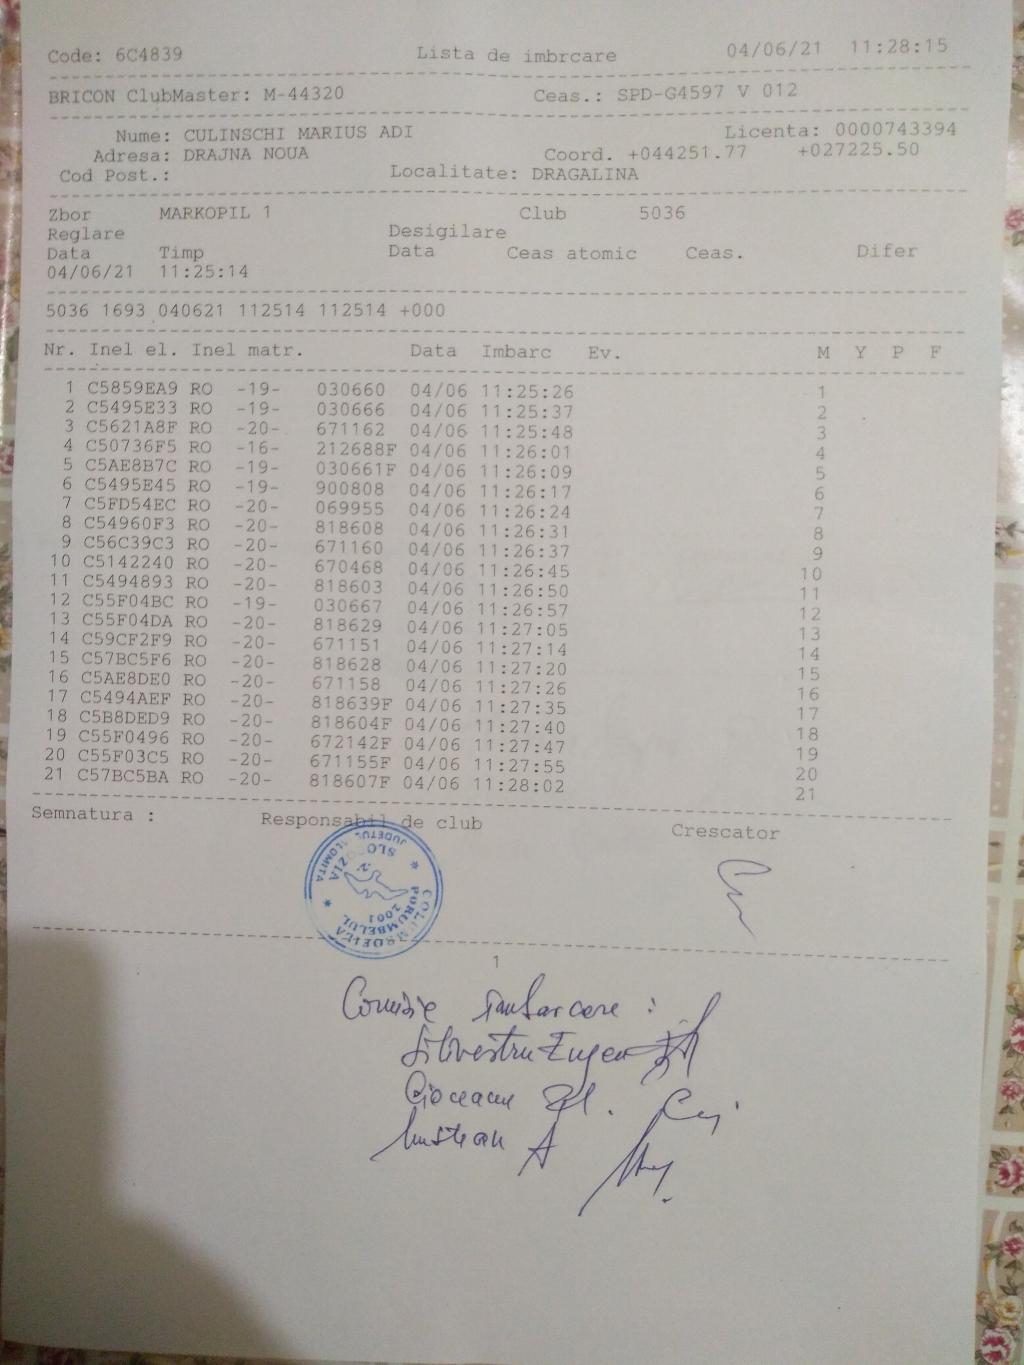 Code: 6C4839 Lista de imbrcare 04/06/21 11:28:15
BRICON ClubMaster: M-44320 Ceas.: SPD-G4597 V 012
Nume: CULINSCHI MARIUS ADI Licenta: 0000743394
Adresa: DRAJNA NOUA Coord. +044251.77 +027225.50
Cod Post.: Localitate: DRAGALINA
Zbor MARKOPIL 1 Club 5036
Reglare Desigilare
Data Timp Data Ceas atomic Ceas. Difer
04/06/21 11:25:14
5036 1693 040621 112514 112514 +000
Nr. Inel el. Inel matr. Data Imbarc Ev. M Y P F
1 C5859EA9 RO -19- 030660 04/06 11:25:26 1
2 C5495E33 RO -19- 030666 04/06 11:25:37 2
3 C5621A8F RO -20- 671162 04/06 11:25:48 3
4 C50736F5 RO -16- 212688F 04/06 11:26:01 4
5 C5AE8B7C RO -19- 030661F 04/06 11:26:09 5
6 C5495E45 RO -19- 900808 04/06 11:26:17 6
7 C5FD54EC RO -20- 069955 04/06 11:26:24 7
8 C54960F3 RO -20- 818608 04/06 11:26:31 8
9 C56C39C3 RO -20- 671160 04/06 11:26:37 9
10 C5142240 RO -20- 670468 04/06 11:26:45 10
11 C5494893 RO -20- 818603 04/06 11:26:50 11
12 C55F04BC RO -19- 030667 04/06 11:26:57 12
13 C55F04DA RO -20- 818629 04/06 11:27:05 13
14 C59CF2F9 RO -20- 671151 04/06 11:27:14 14
15 C57BC5F6 RO -20- 818628 04/06 11:27:20 15
16 C5AE8DE0 RO -20- 671158 04/06 11:27:26 16
17 C5494AEF RO -20- 818639F 04/06 11:27:35 17
18 C5B8DED9 RO -20- 818604F 04/06 11:27:40 18
19 C55F0496 RO -20- 672142F 04/06 11:27:47 19
20 C55F03C5 RO -20- 671155F 04/06 11:27:55 20
21 C57BC5BA RO -20- 818607F 04/06 11:28:02 21
Semnatura : Responsabil de club Crescator
JUDETUL IALOMITA
SLOBOZIA
2001
PORUMBELUL
COLUMBOFILA
1
Comisie Imbarcare :
Silvestru Eugen